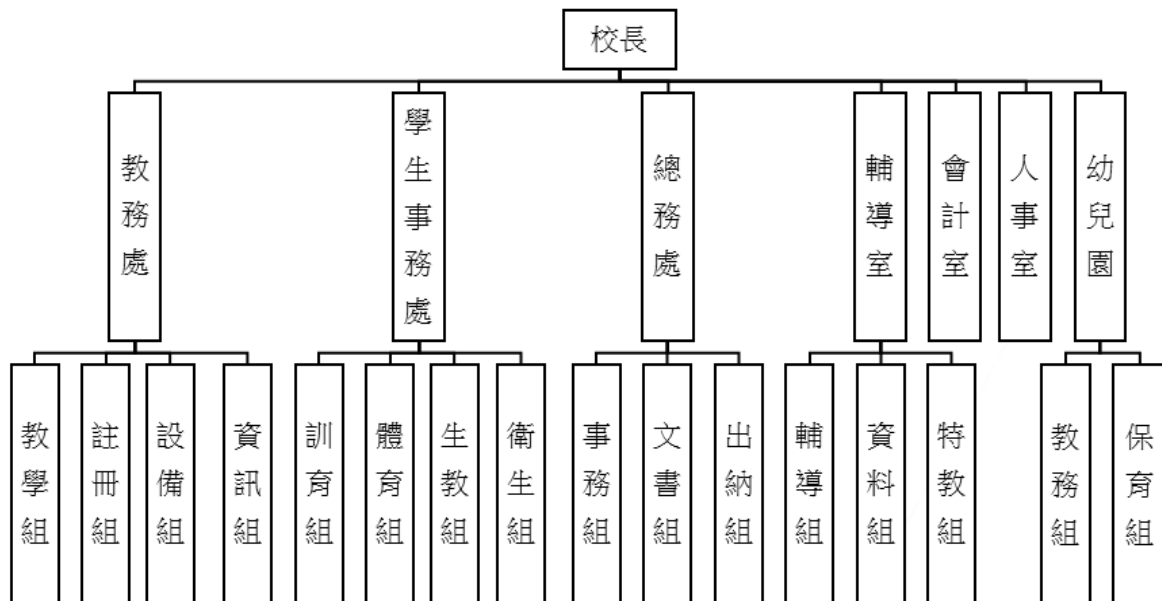 校長
教務處
學生事務處
總務處
輔導室
會計室
人事室
幼兒園
教學組
註冊組
設備組
資訊組
訓育組
體育組
生教組
衛生組
事務組
文書組
出納組
輔導組
資料組
特教組
教務組
保育組